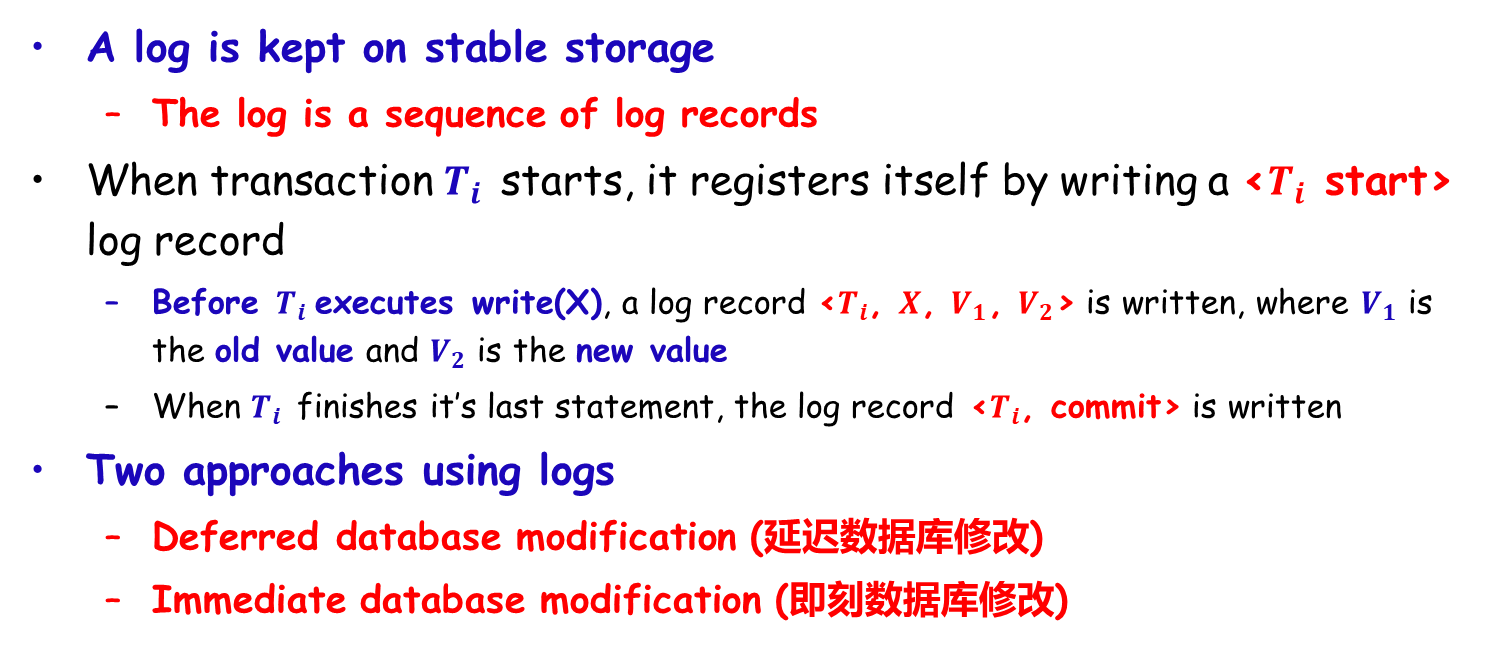 • A log is kept on stable storage
– The log is a sequence of log records
• When transaction Tᵢ starts, it registers itself by writing a <Tᵢ start>
log record
– Before Tᵢ executes write(X), a log record <Tᵢ, X, V₁, V₂> is written, where V₁ is
the old value and V₂ is the new value
– When Tᵢ finishes it’s last statement, the log record <Tᵢ, commit> is written
• Two approaches using logs
– Deferred database modification (延迟数据库修改)
– Immediate database modification (即刻数据库修改)